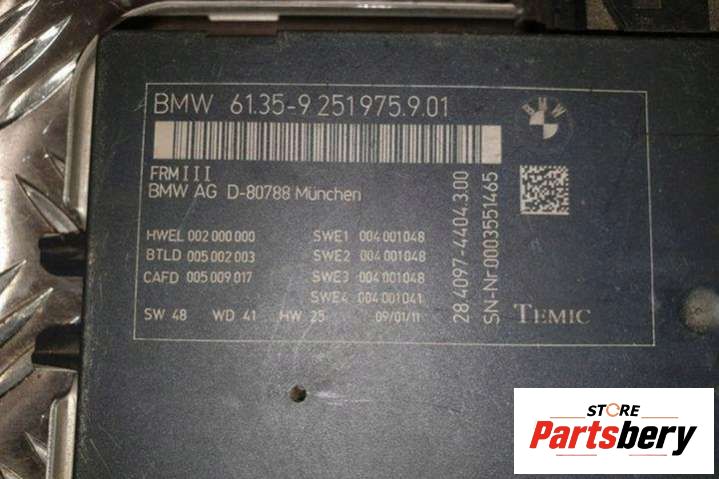 BMW 61.35-9 251975.9 01
BMW
FRM III
BMW AG D-80788 München
HWEL 002 000 000
BTLD 005 002 003
CAFD 005 009 017
SWE1 004 001 048
SWE2 004 001 048
SWE3 004 001 048
SWE4 004 001 041
SW 48 WD 41 HW 25 09/01/11
28.4097-4404.3.00
SN-Nr.0003551465
TEMIC
STORE
Partsbery